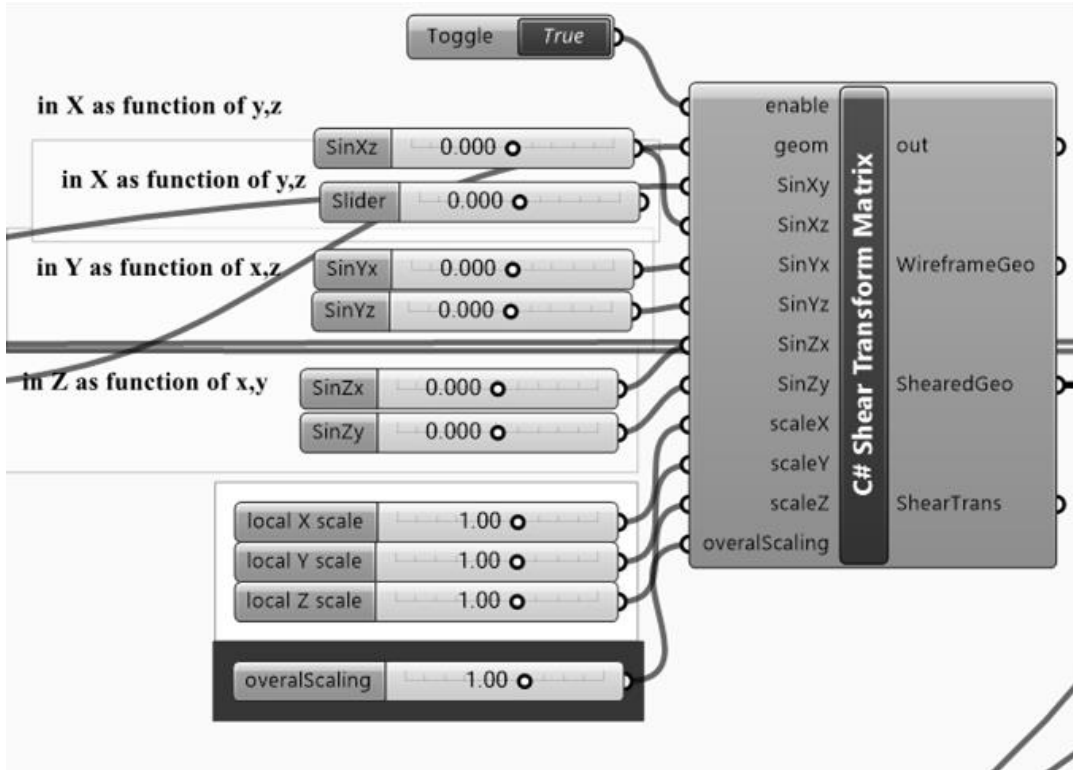 Toggle True
in X as function of y,z
SinXz 0.000
in X as function of y,z
Slider 0.000
in Y as function of x,z
SinYx 0.000
SinYz 0.000
in Z as function of x,y
SinZx 0.000
SinZy 0.000
local X scale 1.00
local Y scale 1.00
local Z scale 1.00
overalScaling 1.00
enable
geom
SinXy
SinXz
SinYx
SinYz
SinZx
SinZy
scaleX
scaleY
scaleZ
overalScaling
C# Shear Transform Matrix
out
WireframeGeo
ShearedGeo
ShearTrans